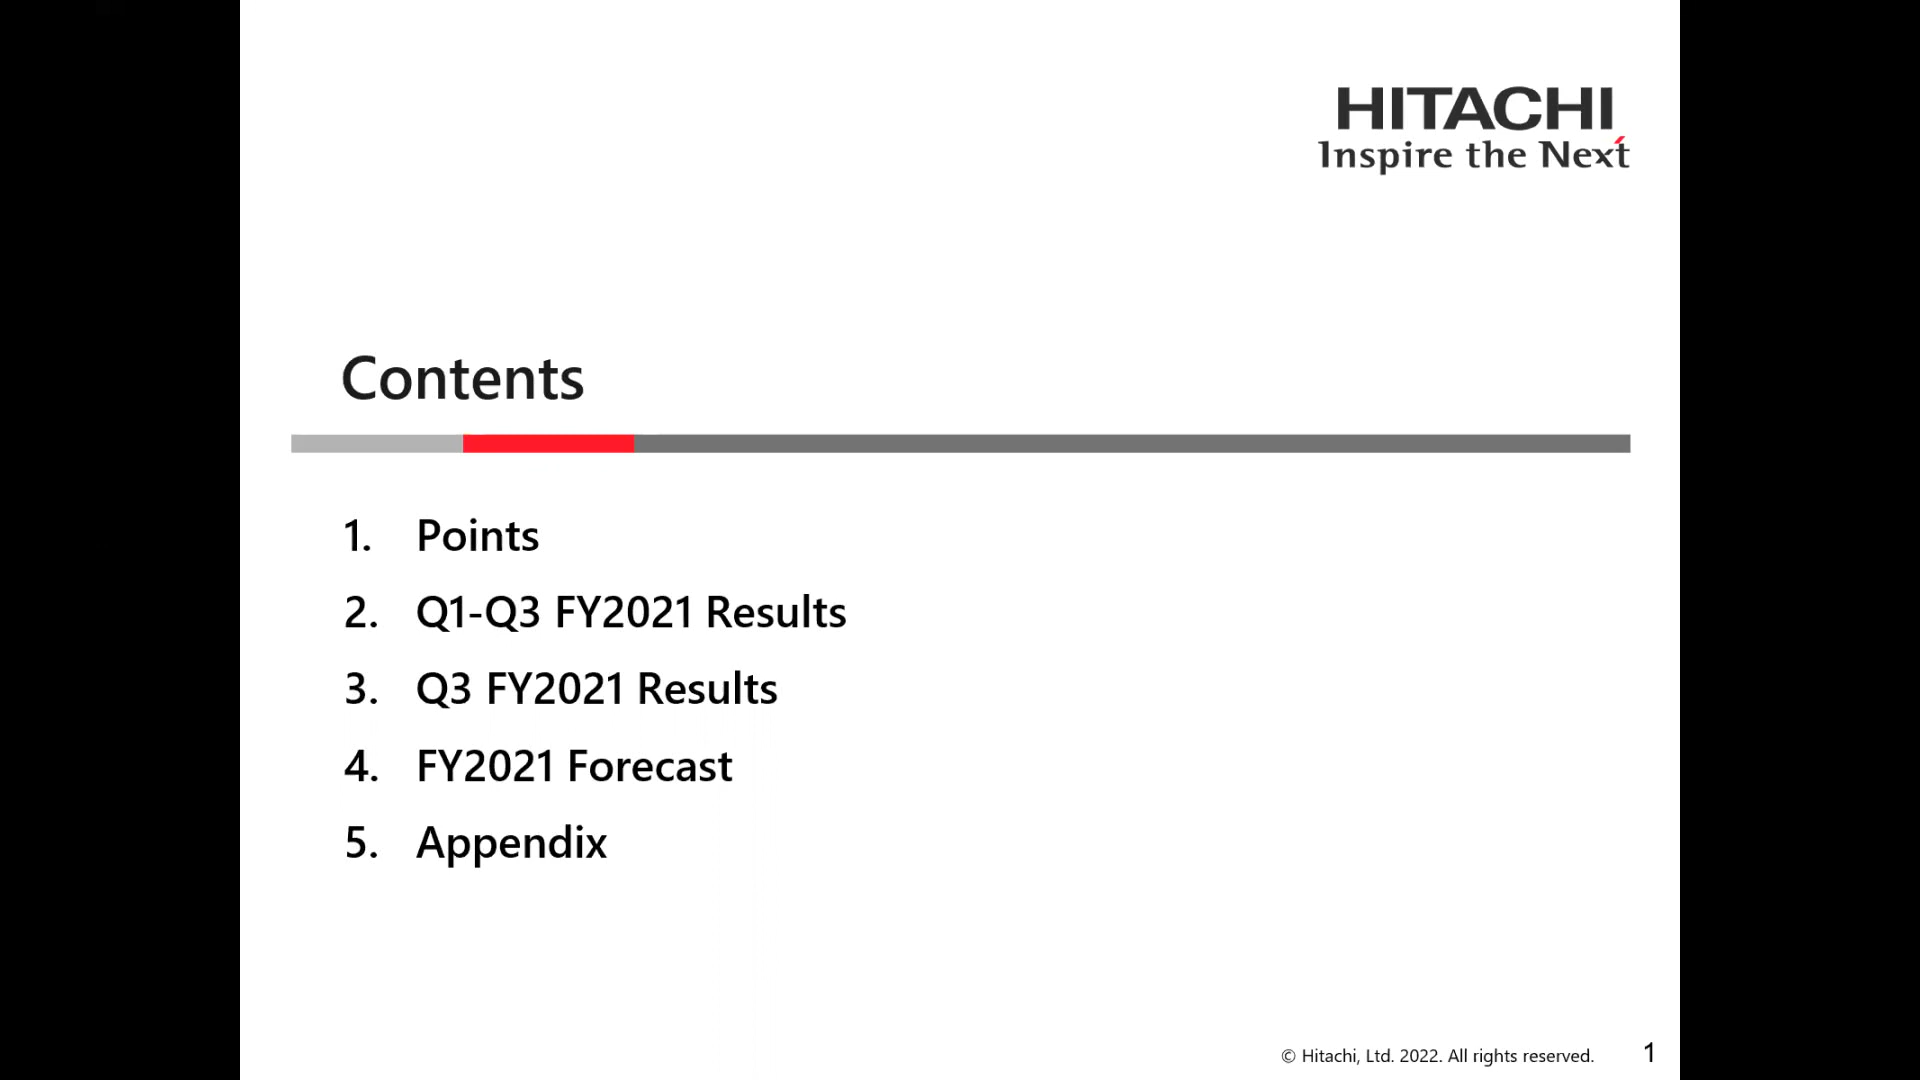 HITACHI
Inspire the Next
Contents
1. Points
2. Q1-Q3 FY2021 Results
3. Q3 FY2021 Results
4. FY2021 Forecast
5. Appendix
© Hitachi, Ltd. 2022. All rights reserved. 1